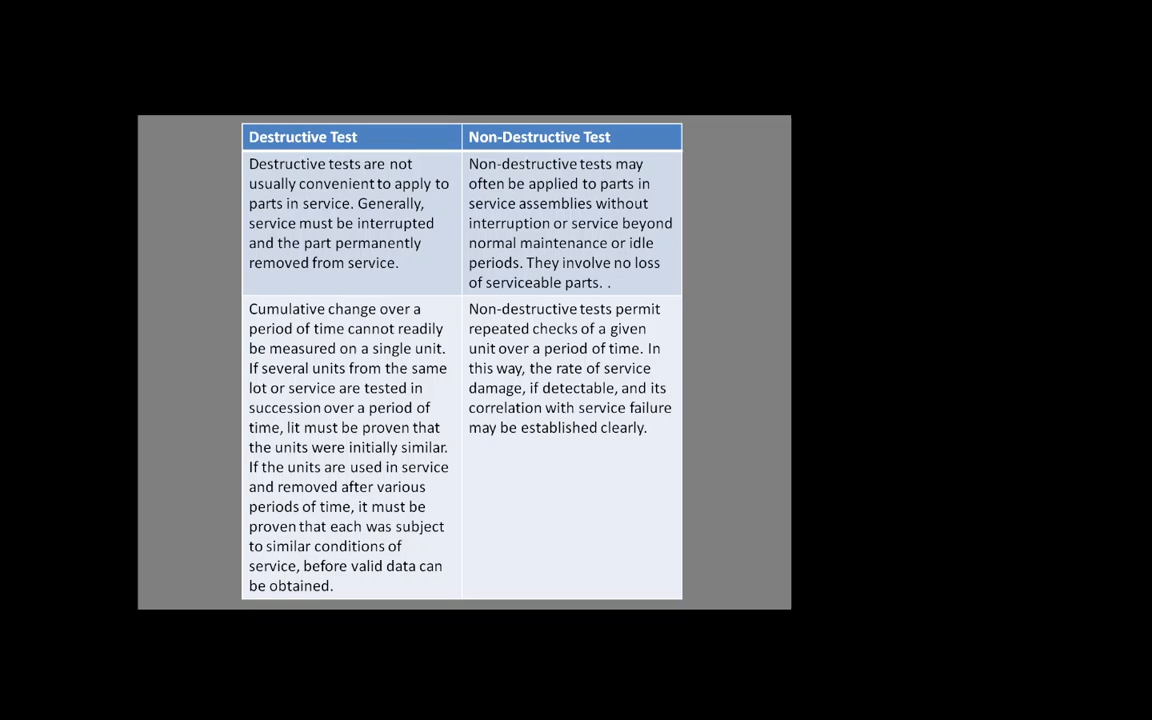 Destructive Test
Non-Destructive Test
Destructive tests are not
usually convenient to apply to
parts in service. Generally,
service must be interrupted
and the part permanently
removed from service.
Non-destructive tests may
often be applied to parts in
service assemblies without
interruption or service beyond
normal maintenance or idle
periods. They involve no loss
of serviceable parts. .
Cumulative change over a
period of time cannot readily
be measured on a single unit.
If several units from the same
lot or service are tested in
succession over a period of
time, lit must be proven that
the units were initially similar.
If the units are used in service
and removed after various
periods of time, it must be
proven that each was subject
to similar conditions of
service, before valid data can
be obtained.
Non-destructive tests permit
repeated checks of a given
unit over a period of time. In
this way, the rate of service
damage, if detectable, and its
correlation with service failure
may be established clearly.